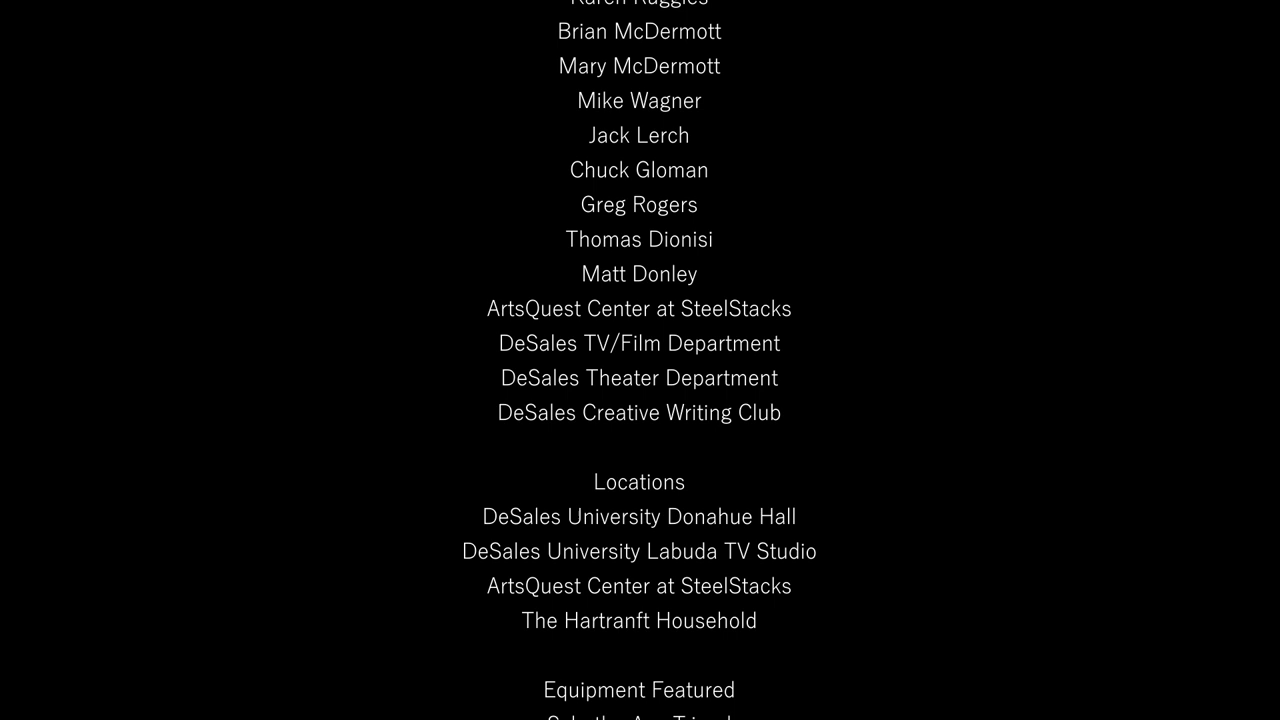 Karen Ruggles
Brian McDermott
Mary McDermott
Mike Wagner
Jack Lerch
Chuck Gloman
Greg Rogers
Thomas Dionisi
Matt Donley
ArtsQuest Center at SteelStacks
DeSales TV/Film Department
DeSales Theater Department
DeSales Creative Writing Club
Locations
DeSales University Donahue Hall
DeSales University Labuda TV Studio
ArtsQuest Center at SteelStacks
The Hartranft Household
Equipment Featured